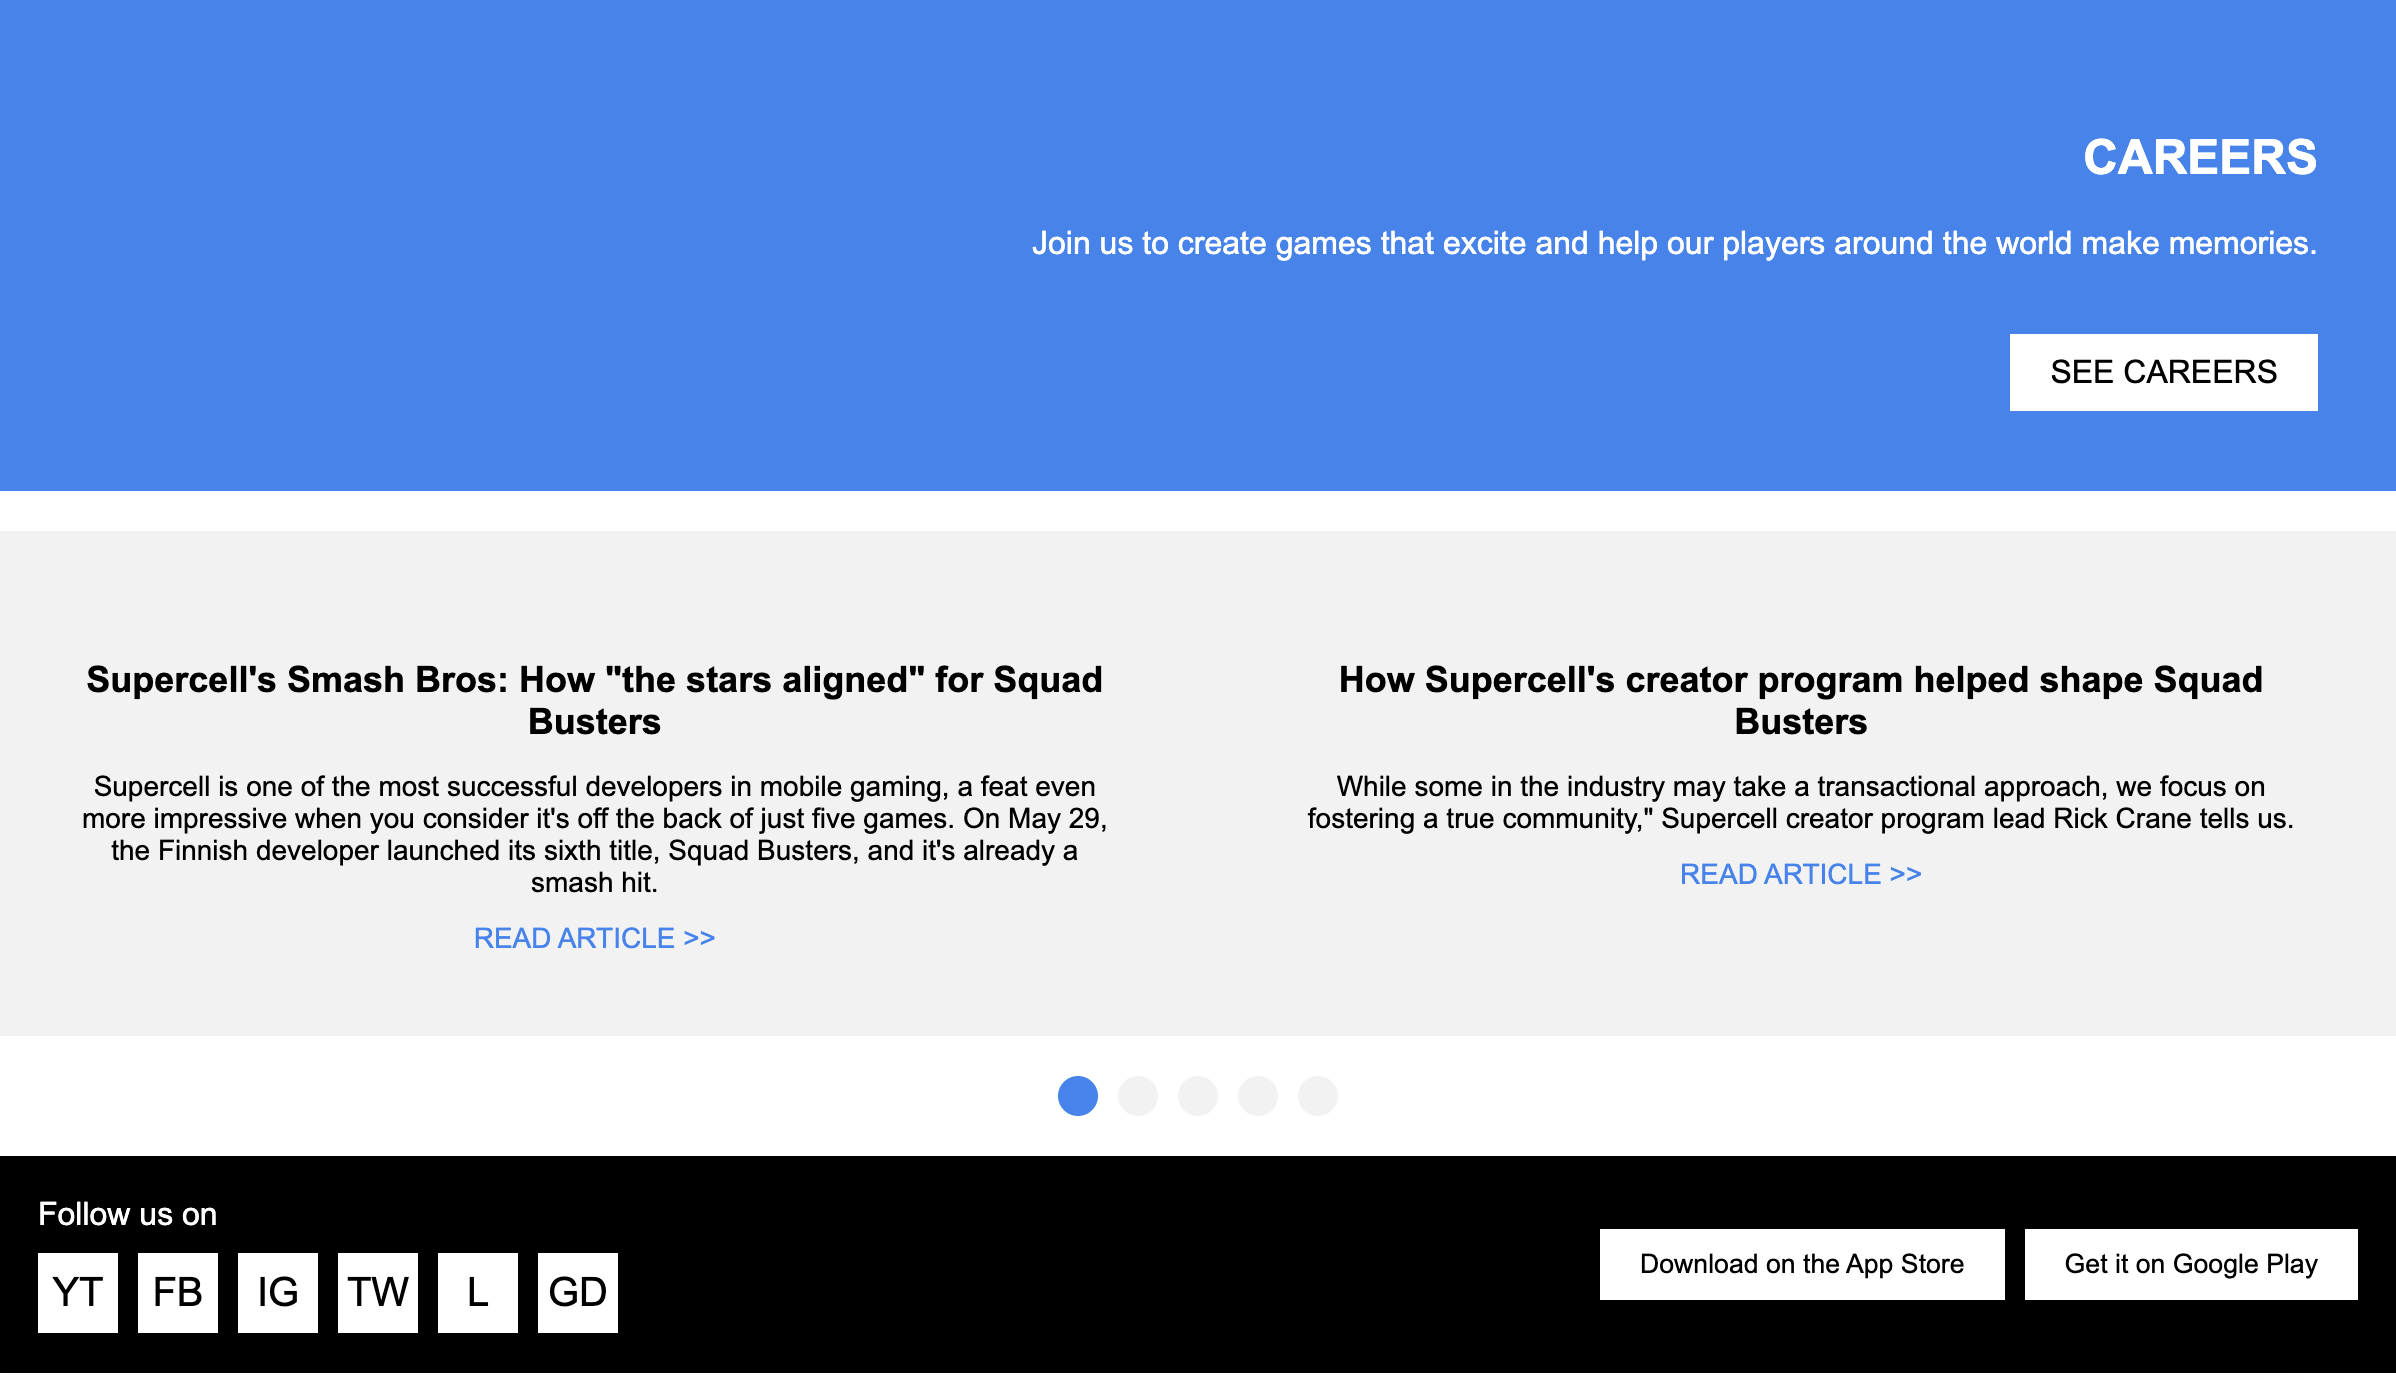 CAREERS
Join us to create games that excite and help our players around the world make memories.
SEE CAREERS
Supercell's Smash Bros: How "the stars aligned" for Squad
Busters
Supercell is one of the most successful developers in mobile gaming, a feat even
more impressive when you consider it's off the back of just five games. On May 29,
the Finnish developer launched its sixth title, Squad Busters, and it's already a
smash hit.
READ ARTICLE >>
How Supercell's creator program helped shape Squad
Busters
While some in the industry may take a transactional approach, we focus on
fostering a true community," Supercell creator program lead Rick Crane tells us.
READ ARTICLE >>
Follow us on
YT FB IG TW L GD
Download on the App Store
Get it on Google Play